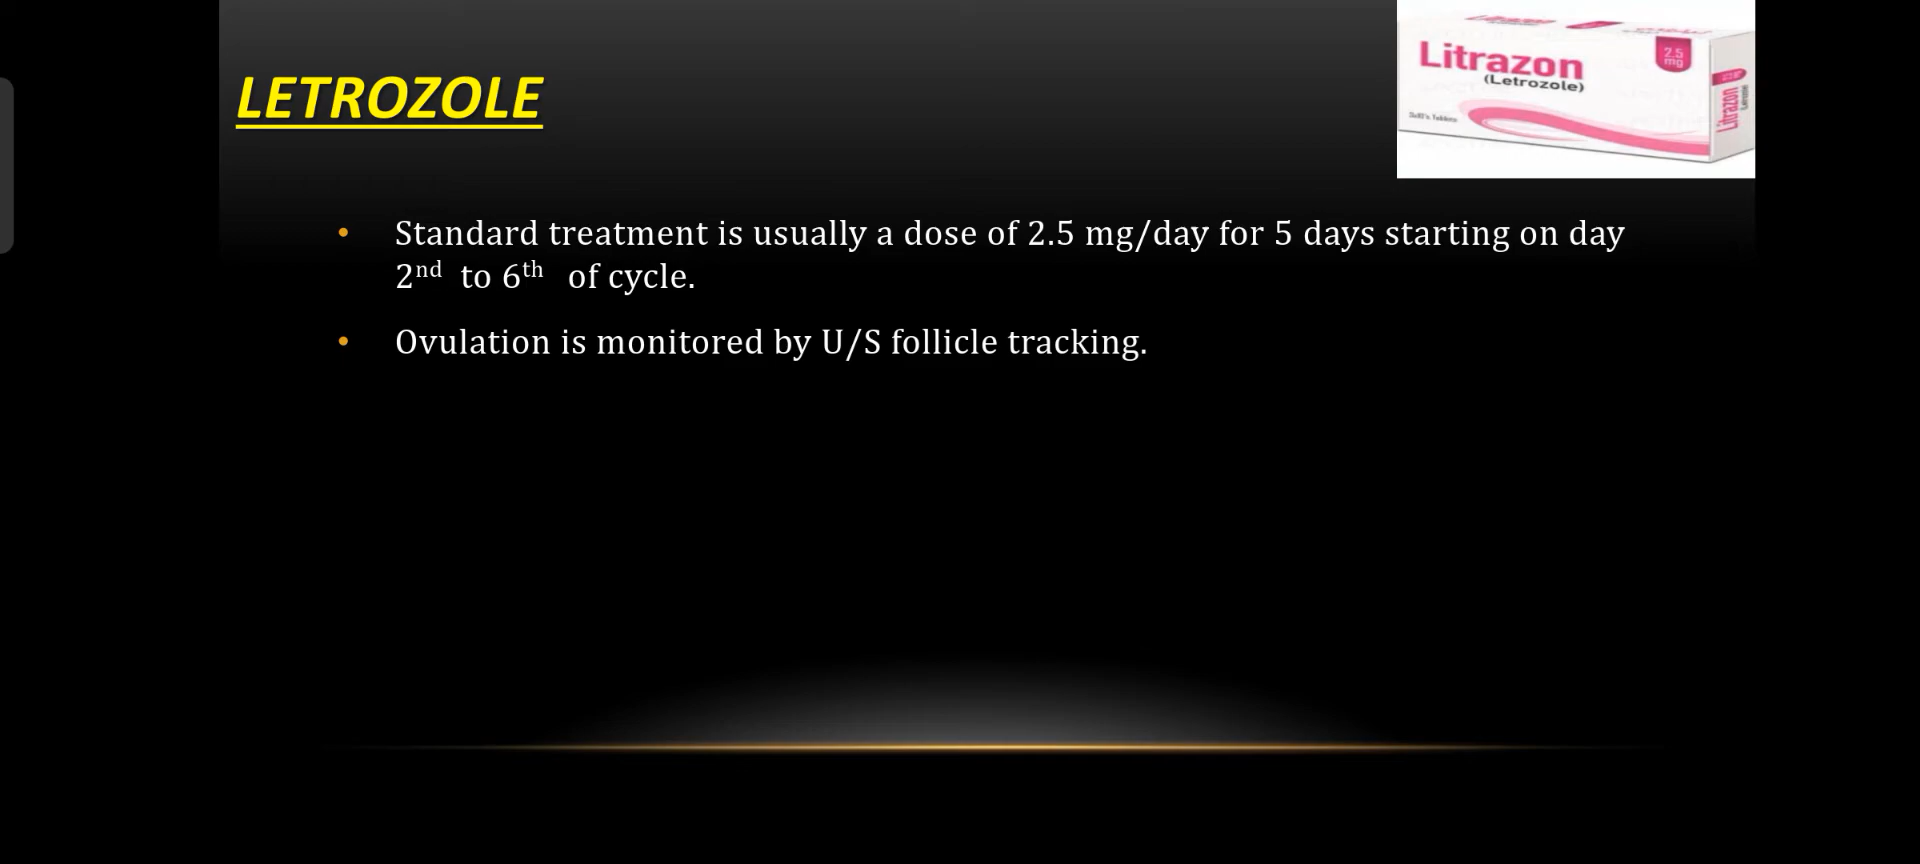 LETROZOLE
Litrazon
2.5
mg
(Letrozole)
Litrazon
• Standard treatment is usually a dose of 2.5 mg/day for 5 days starting on day
2nd to 6th of cycle.
• Ovulation is monitored by U/S follicle tracking.